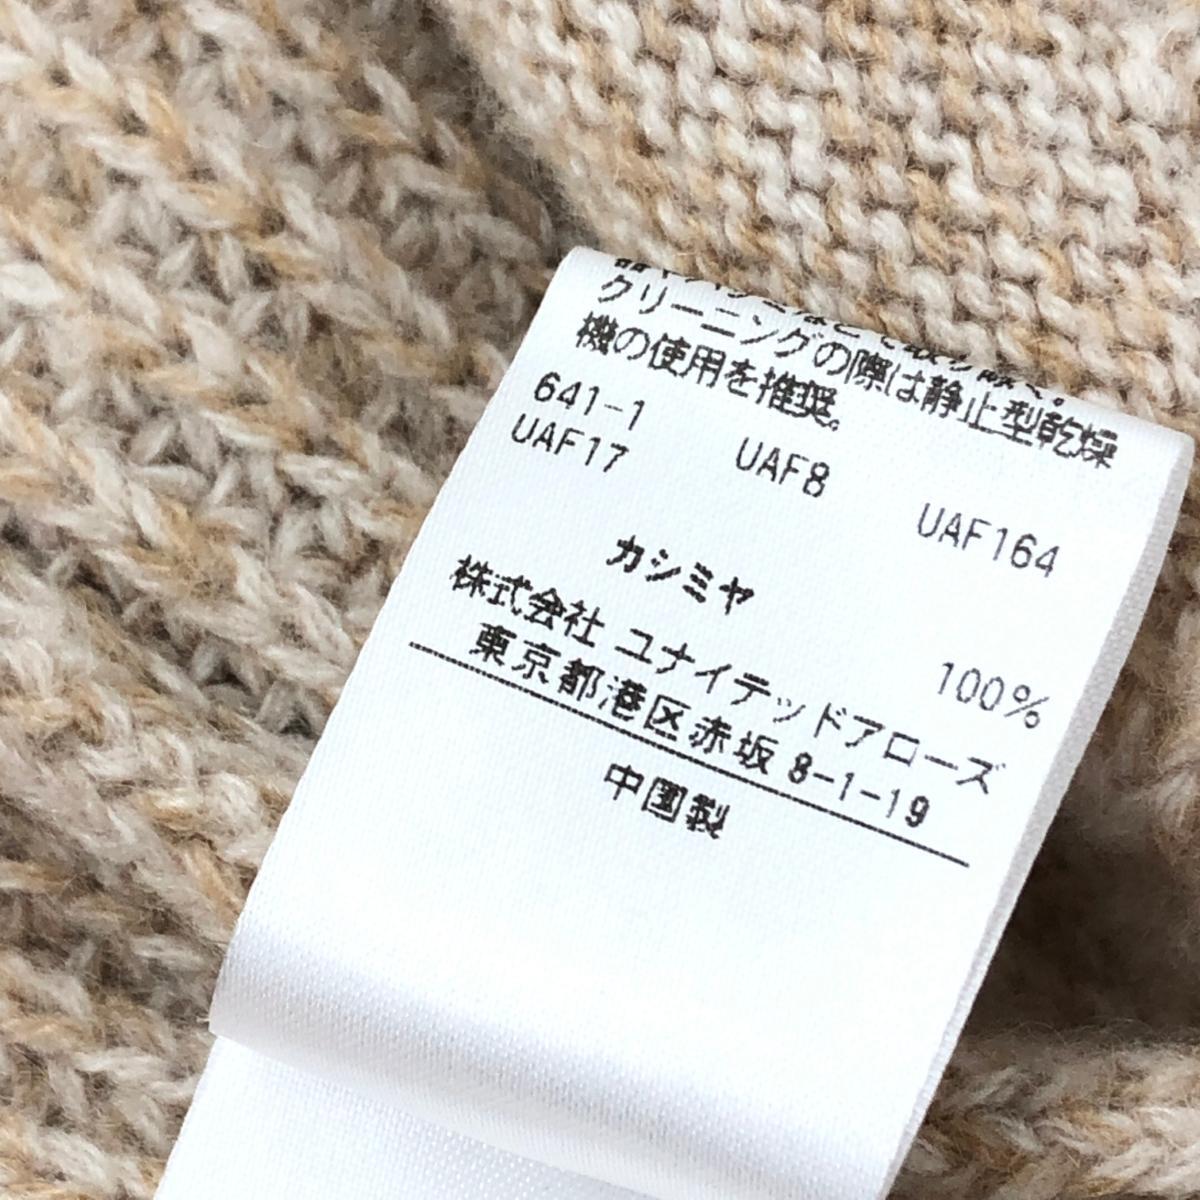 クリーニングの際は静止型乾燥
機の使用を推奨。
641-1
UAF17 UAF8 UAF164
カシミヤ 100%
株式会社 ユナイテッドアローズ
東京都港区赤坂 8-1-19
中国製